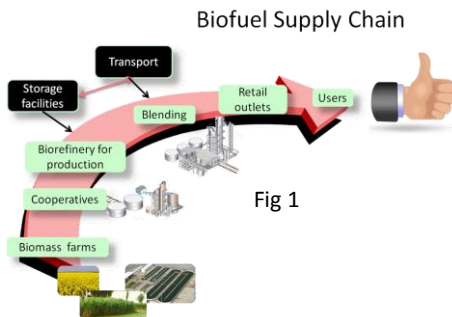 Biofuel Supply Chain
Transport
Storage
facilities
Retail
outlets
Users
Blending
Biorefinery for
production
Cooperatives
Fig 1
Biomass farms